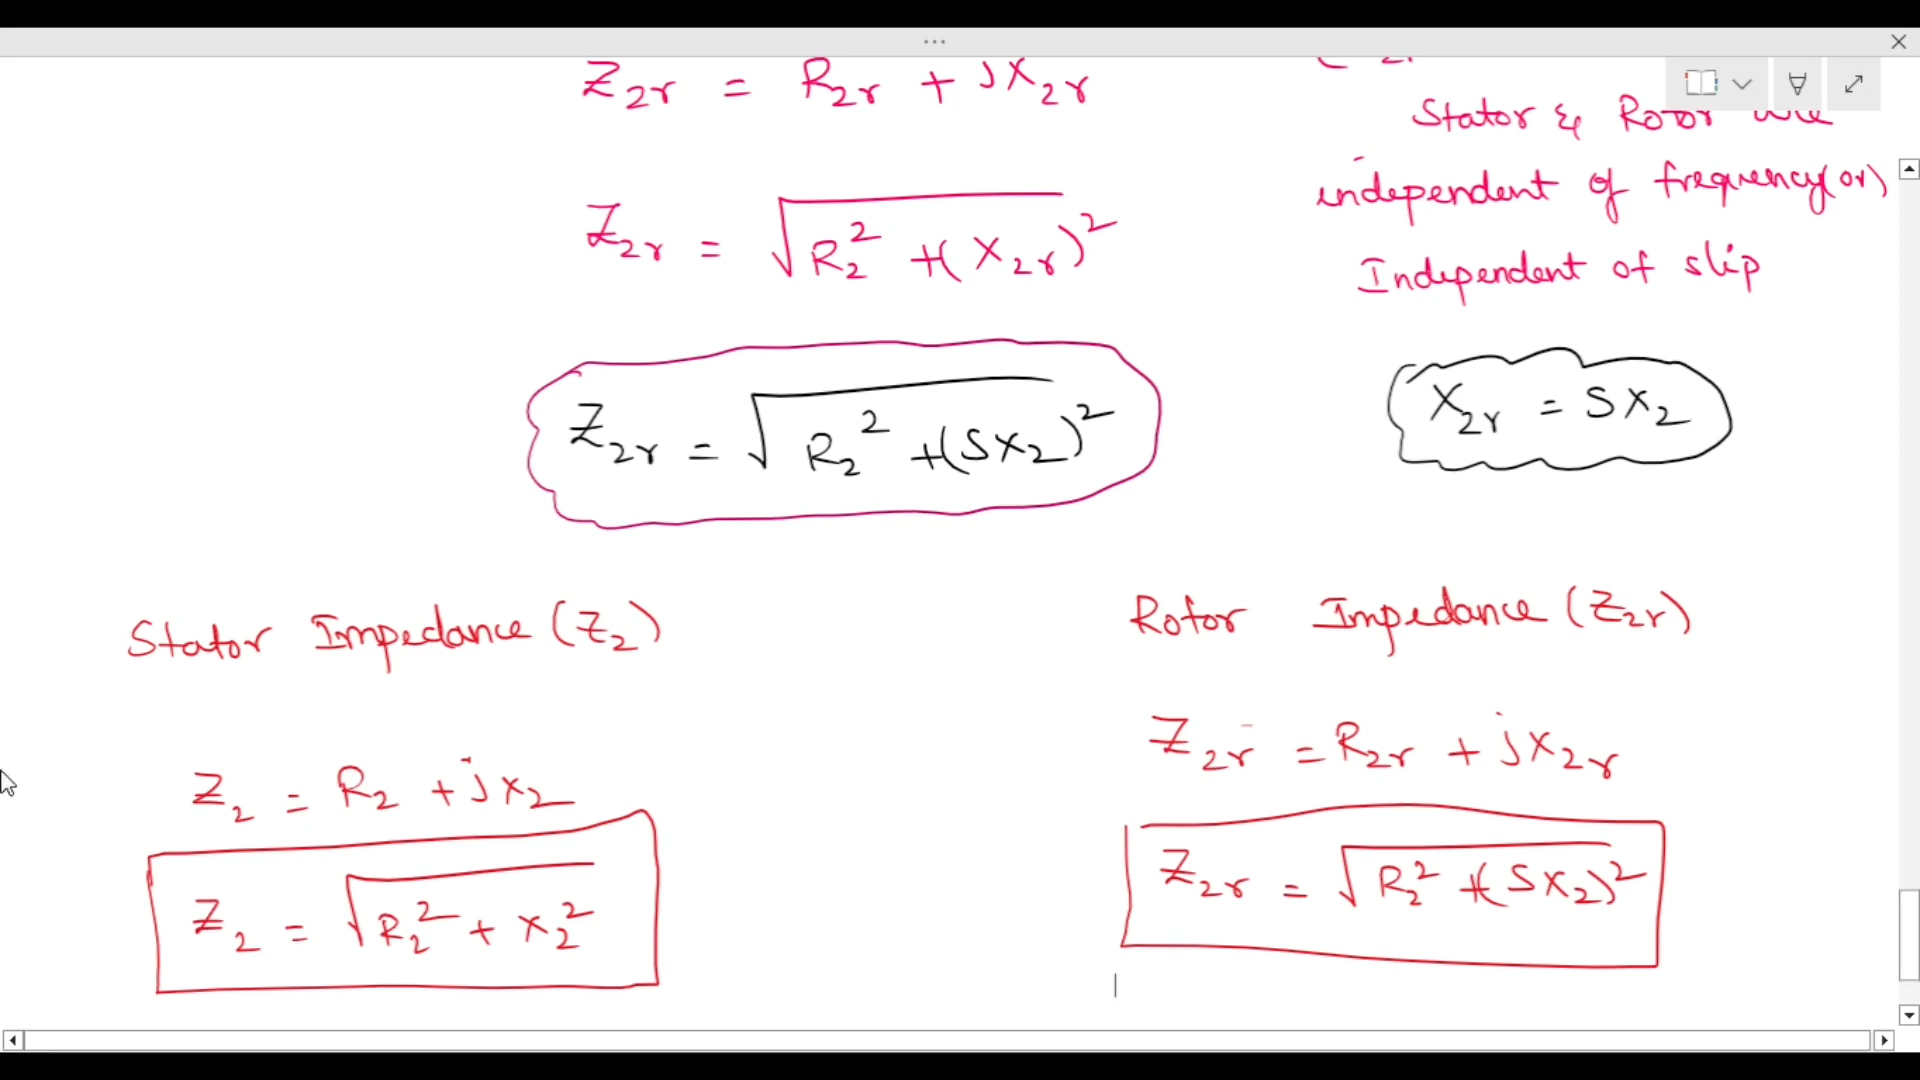 Z2r = R2r + jX2r
Stator & Rotor
independent of frequency(or)
Independent of slip
Z2r = √R2² +(X2r)²
Z2r = √R2² +(SX2)²
X2r = SX2
Stator Impedance (Z2)
Rotor Impedance (Z2r)
Z2 = R2 + jX2
Z2r = R2r + jX2r
Z2 = √R2² + X2²
Z2r = √R2² +(SX2)²